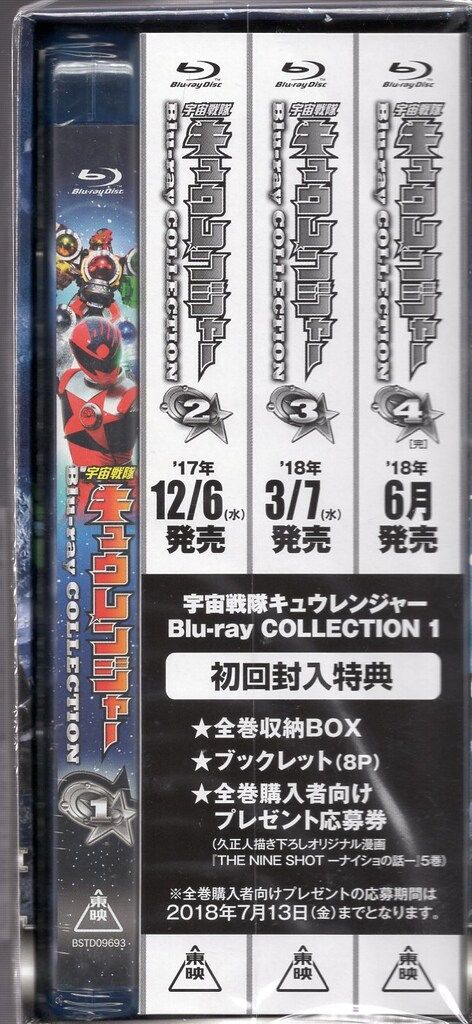 Blu-ray Disc
宇宙戦隊
キュウレンジャー
Blu-ray COLLECTION
1
東映
BSTD09693
Blu-ray Disc
宇宙戦隊
キュウレンジャー
Blu-ray COLLECTION
2
'17年
12/6(水)
発売
Blu-ray Disc
宇宙戦隊
キュウレンジャー
Blu-ray COLLECTION
3
'18年
3/7(水)
発売
Blu-ray Disc
宇宙戦隊
キュウレンジャー
Blu-ray COLLECTION
4
[完]
'18年
6月
発売
宇宙戦隊キュウレンジャー
Blu-ray COLLECTION 1
初回封入特典
★全巻収納BOX
★ブックレット(8P)
★全巻購入者向け
プレゼント応募券
(久正人描き下ろしオリジナル漫画
『THE NINE SHOT ーナイショの話ー』5巻)
※全巻購入者向けプレゼントの応募期間は
2018年7月13日(金)までとなります。
東映
東映
東映